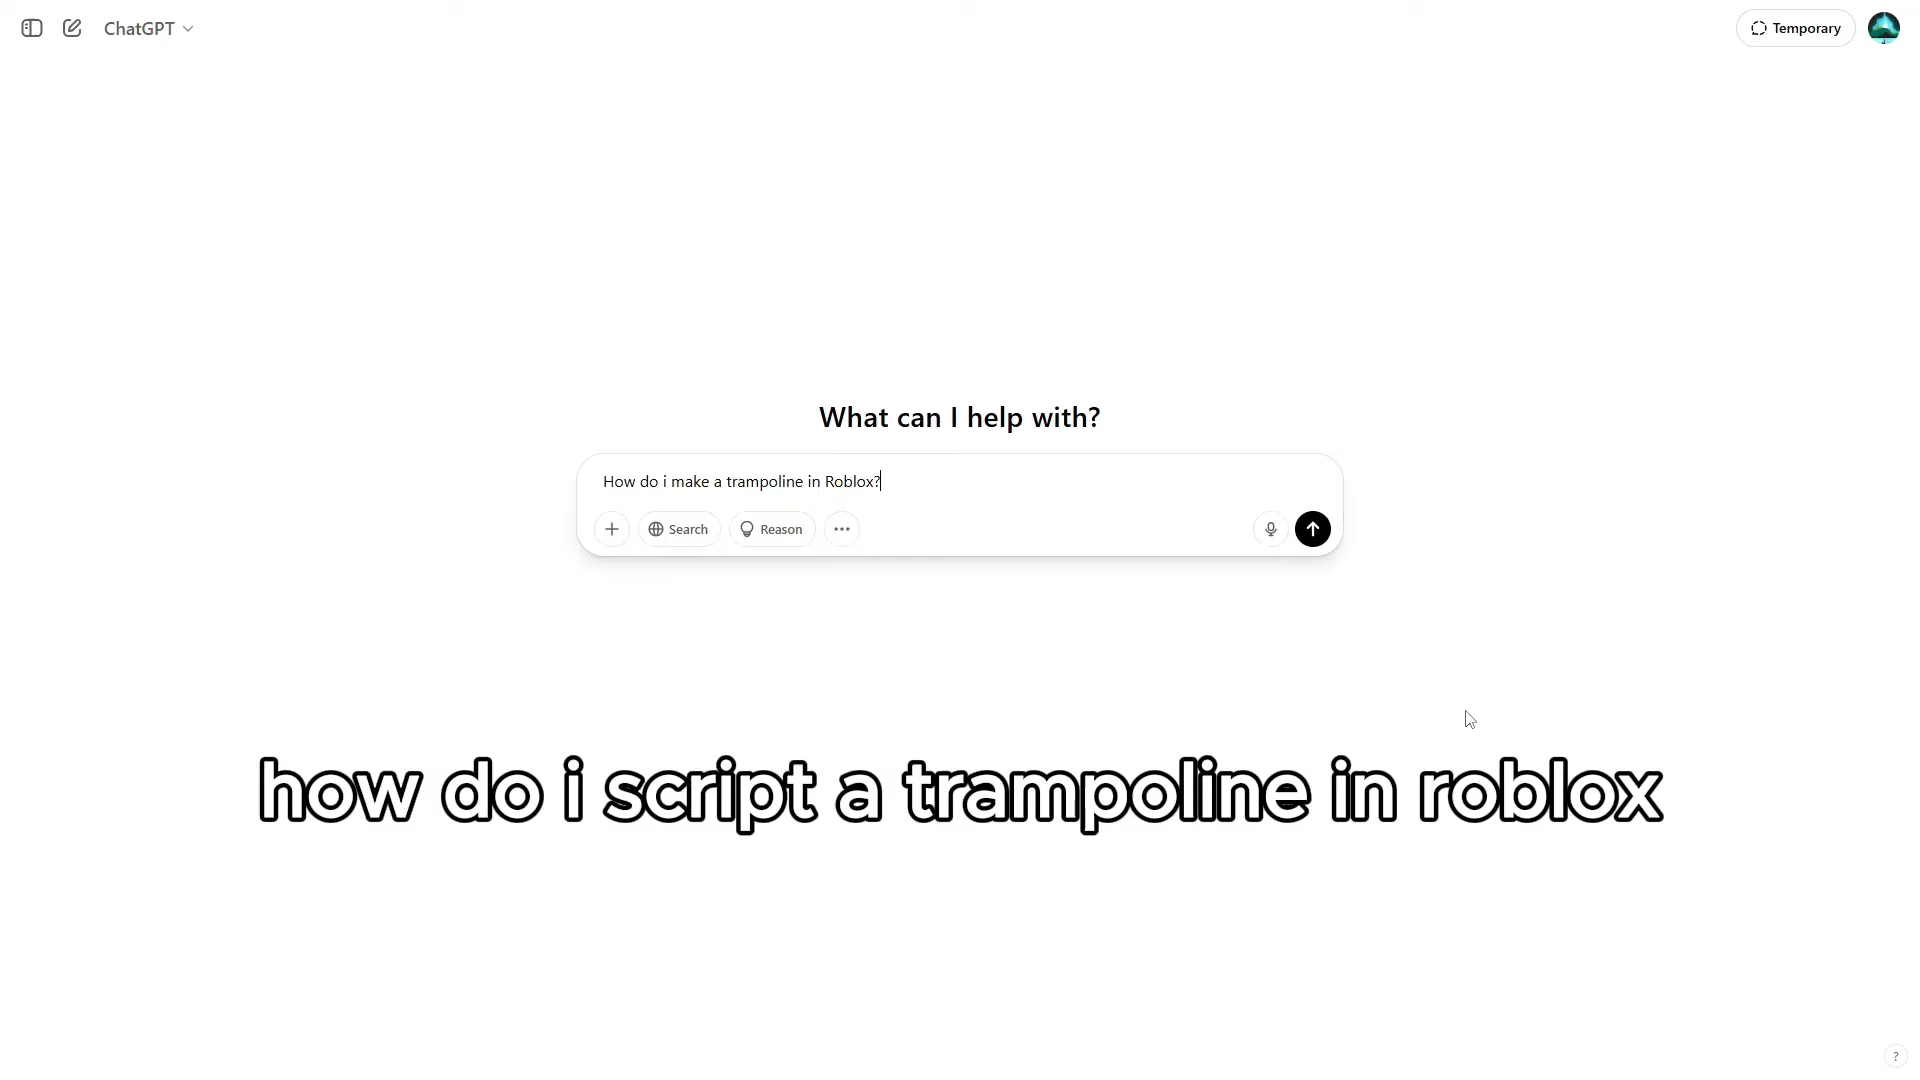 ChatGPT
Temporary
What can I help with?
How do i make a trampoline in Roblox?
Search
Reason
how do i script a trampoline in roblox
?